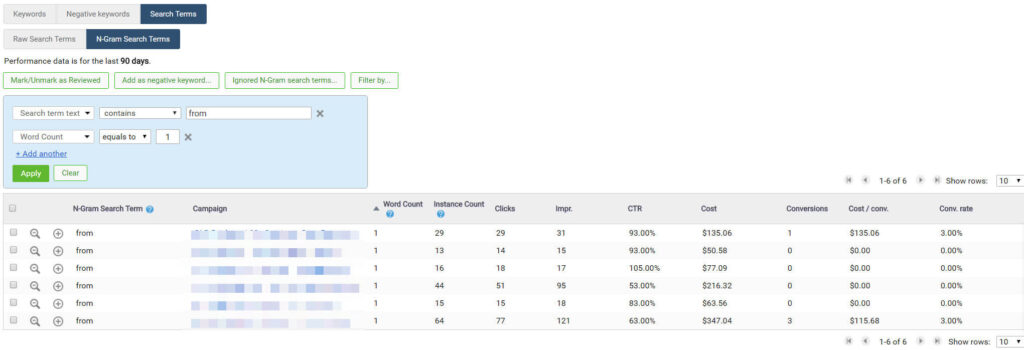 Keywords Negative keywords Search Terms
Raw Search Terms N-Gram Search Terms
Performance data is for the last 90 days.
Mark/Unmark as Reviewed Add as negative keyword... Ignored N-Gram search terms... Filter by...
Search term text contains from
Word Count equals to 1
+ Add another
Apply Clear
1-6 of 6 Show rows: 10
N-Gram Search Term Campaign Word Count Instance Count Clicks Impr. CTR Cost Conversions Cost / conv. Conv. rate
from 1 29 29 31 93.00% $135.06 1 $135.06 3.00%
from 1 13 14 15 93.00% $50.58 0 $0.00 0.00%
from 1 16 18 17 105.00% $77.09 0 $0.00 0.00%
from 1 44 51 95 53.00% $216.32 0 $0.00 0.00%
from 1 15 15 18 83.00% $63.56 0 $0.00 0.00%
from 1 64 77 121 63.00% $347.04 3 $115.68 3.00%
1-6 of 6 Show rows: 10